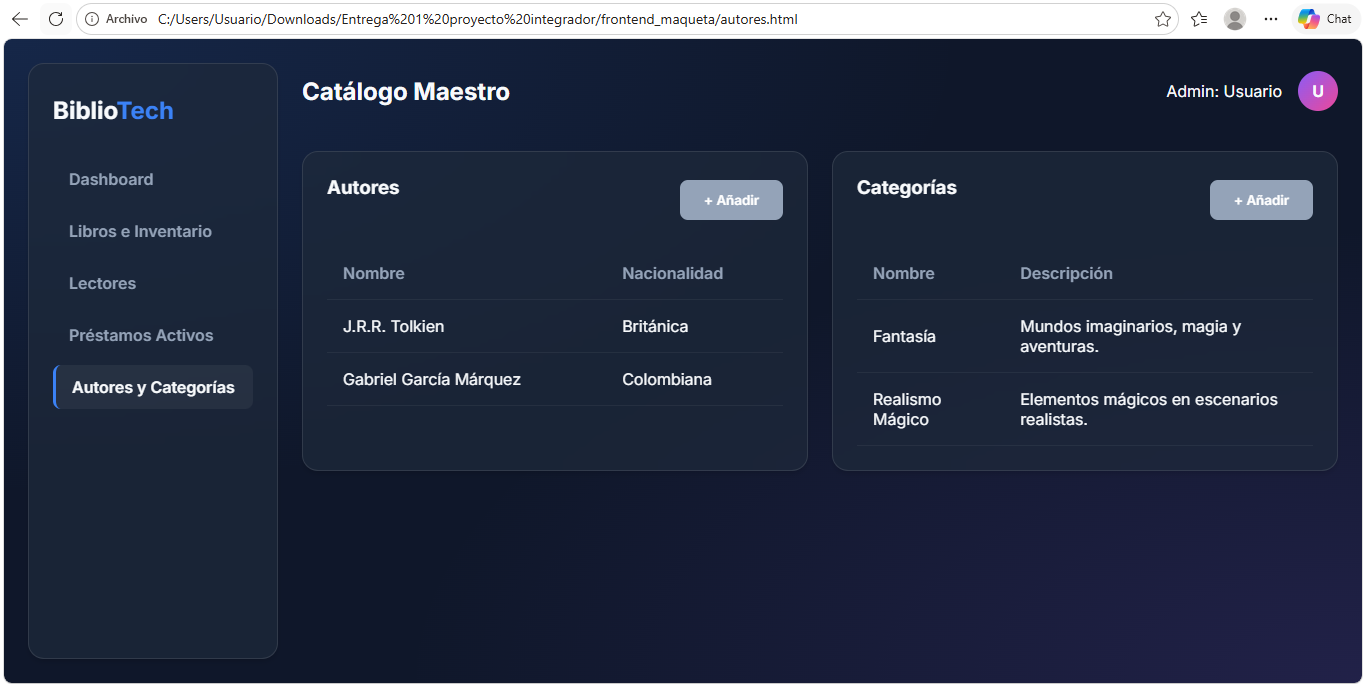 Archivo C:/Users/Usuario/Downloads/Entrega%201%20proyecto%20integrador/frontend_maqueta/autores.html
Chat
BiblioTech
Dashboard
Libros e Inventario
Lectores
Préstamos Activos
Autores y Categorías
Catálogo Maestro
Admin: Usuario
U
Autores
+ Añadir
Nombre Nacionalidad
J.R.R. Tolkien Británica
Gabriel García Márquez Colombiana
Categorías
+ Añadir
Nombre Descripción
Fantasía
Mundos imaginarios, magia y
aventuras.
Realismo
Mágico
Elementos mágicos en escenarios
realistas.